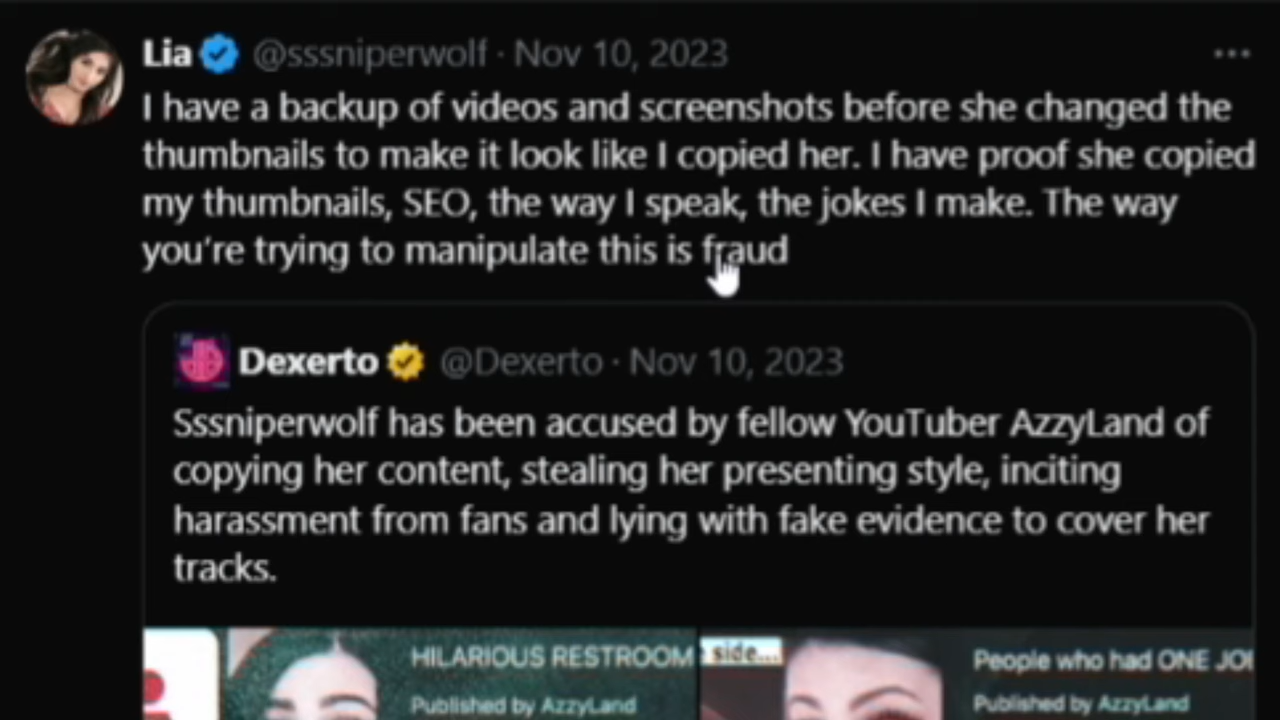 Lia @sssniperwolf · Nov 10, 2023
I have a backup of videos and screenshots before she changed the
thumbnails to make it look like I copied her. I have proof she copied
my thumbnails, SEO, the way I speak, the jokes I make. The way
you're trying to manipulate this is fraud
Dexerto @Dexerto · Nov 10, 2023
Sssniperwolf has been accused by fellow YouTuber AzzyLand of
copying her content, stealing her presenting style, inciting
harassment from fans and lying with fake evidence to cover her
tracks.
HILARIOUS RESTROOM
Published by AzzyLand
side...
People who had ONE
Published by AzzyLand